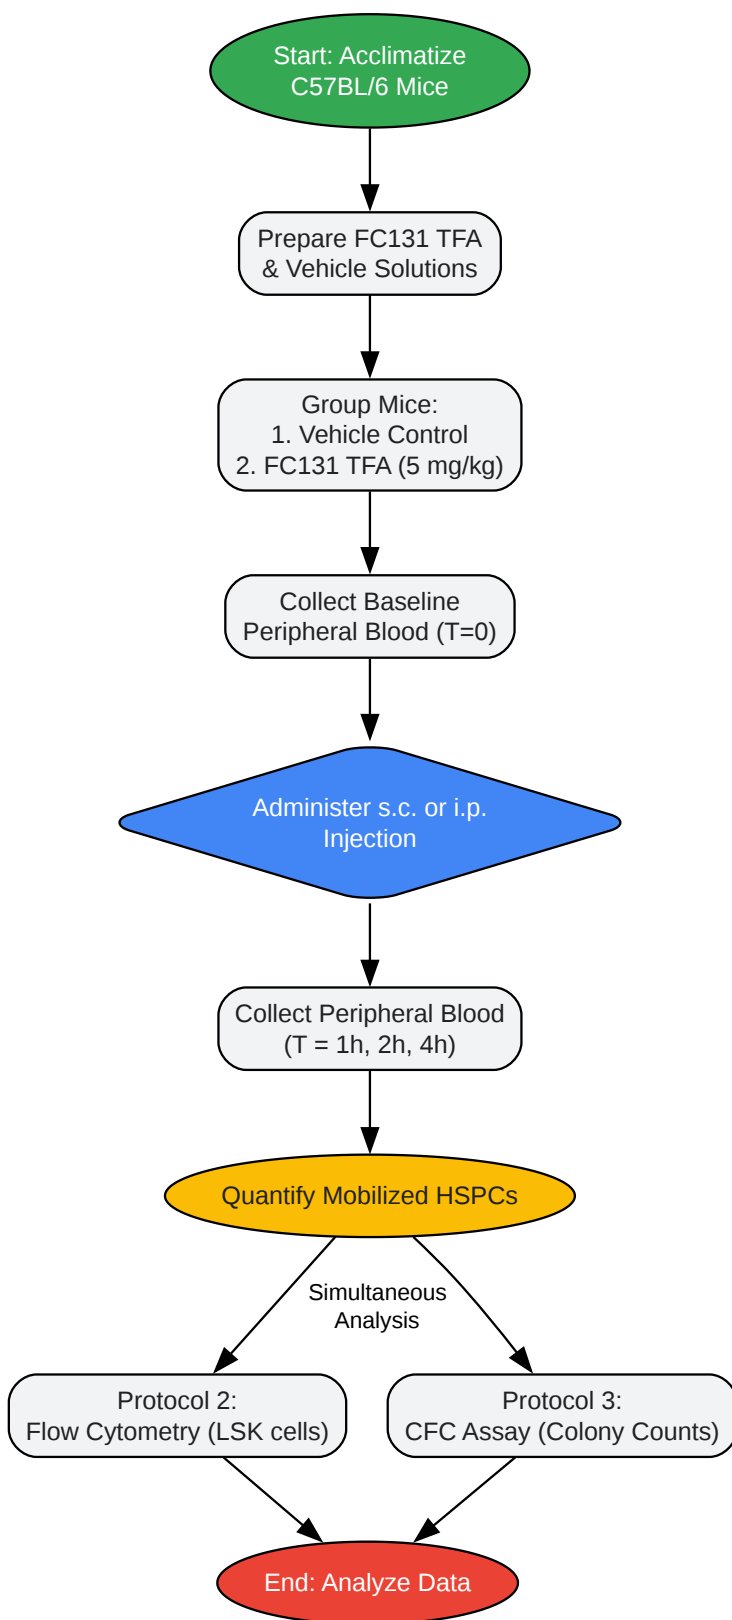 Start: Acclimatize
C57BL/6 Mice
Prepare FC131 TFA
& Vehicle Solutions
Group Mice:
1. Vehicle Control
2. FC131 TFA (5 mg/kg)
Collect Baseline
Peripheral Blood (T=0)
Administer s.c. or i.p.
Injection
Collect Peripheral Blood
(T = 1h, 2h, 4h)
Quantify Mobilized HSPCs
Simultaneous
Analysis
Protocol 2:
Flow Cytometry (LSK cells)
Protocol 3:
CFC Assay (Colony Counts)
End: Analyze Data